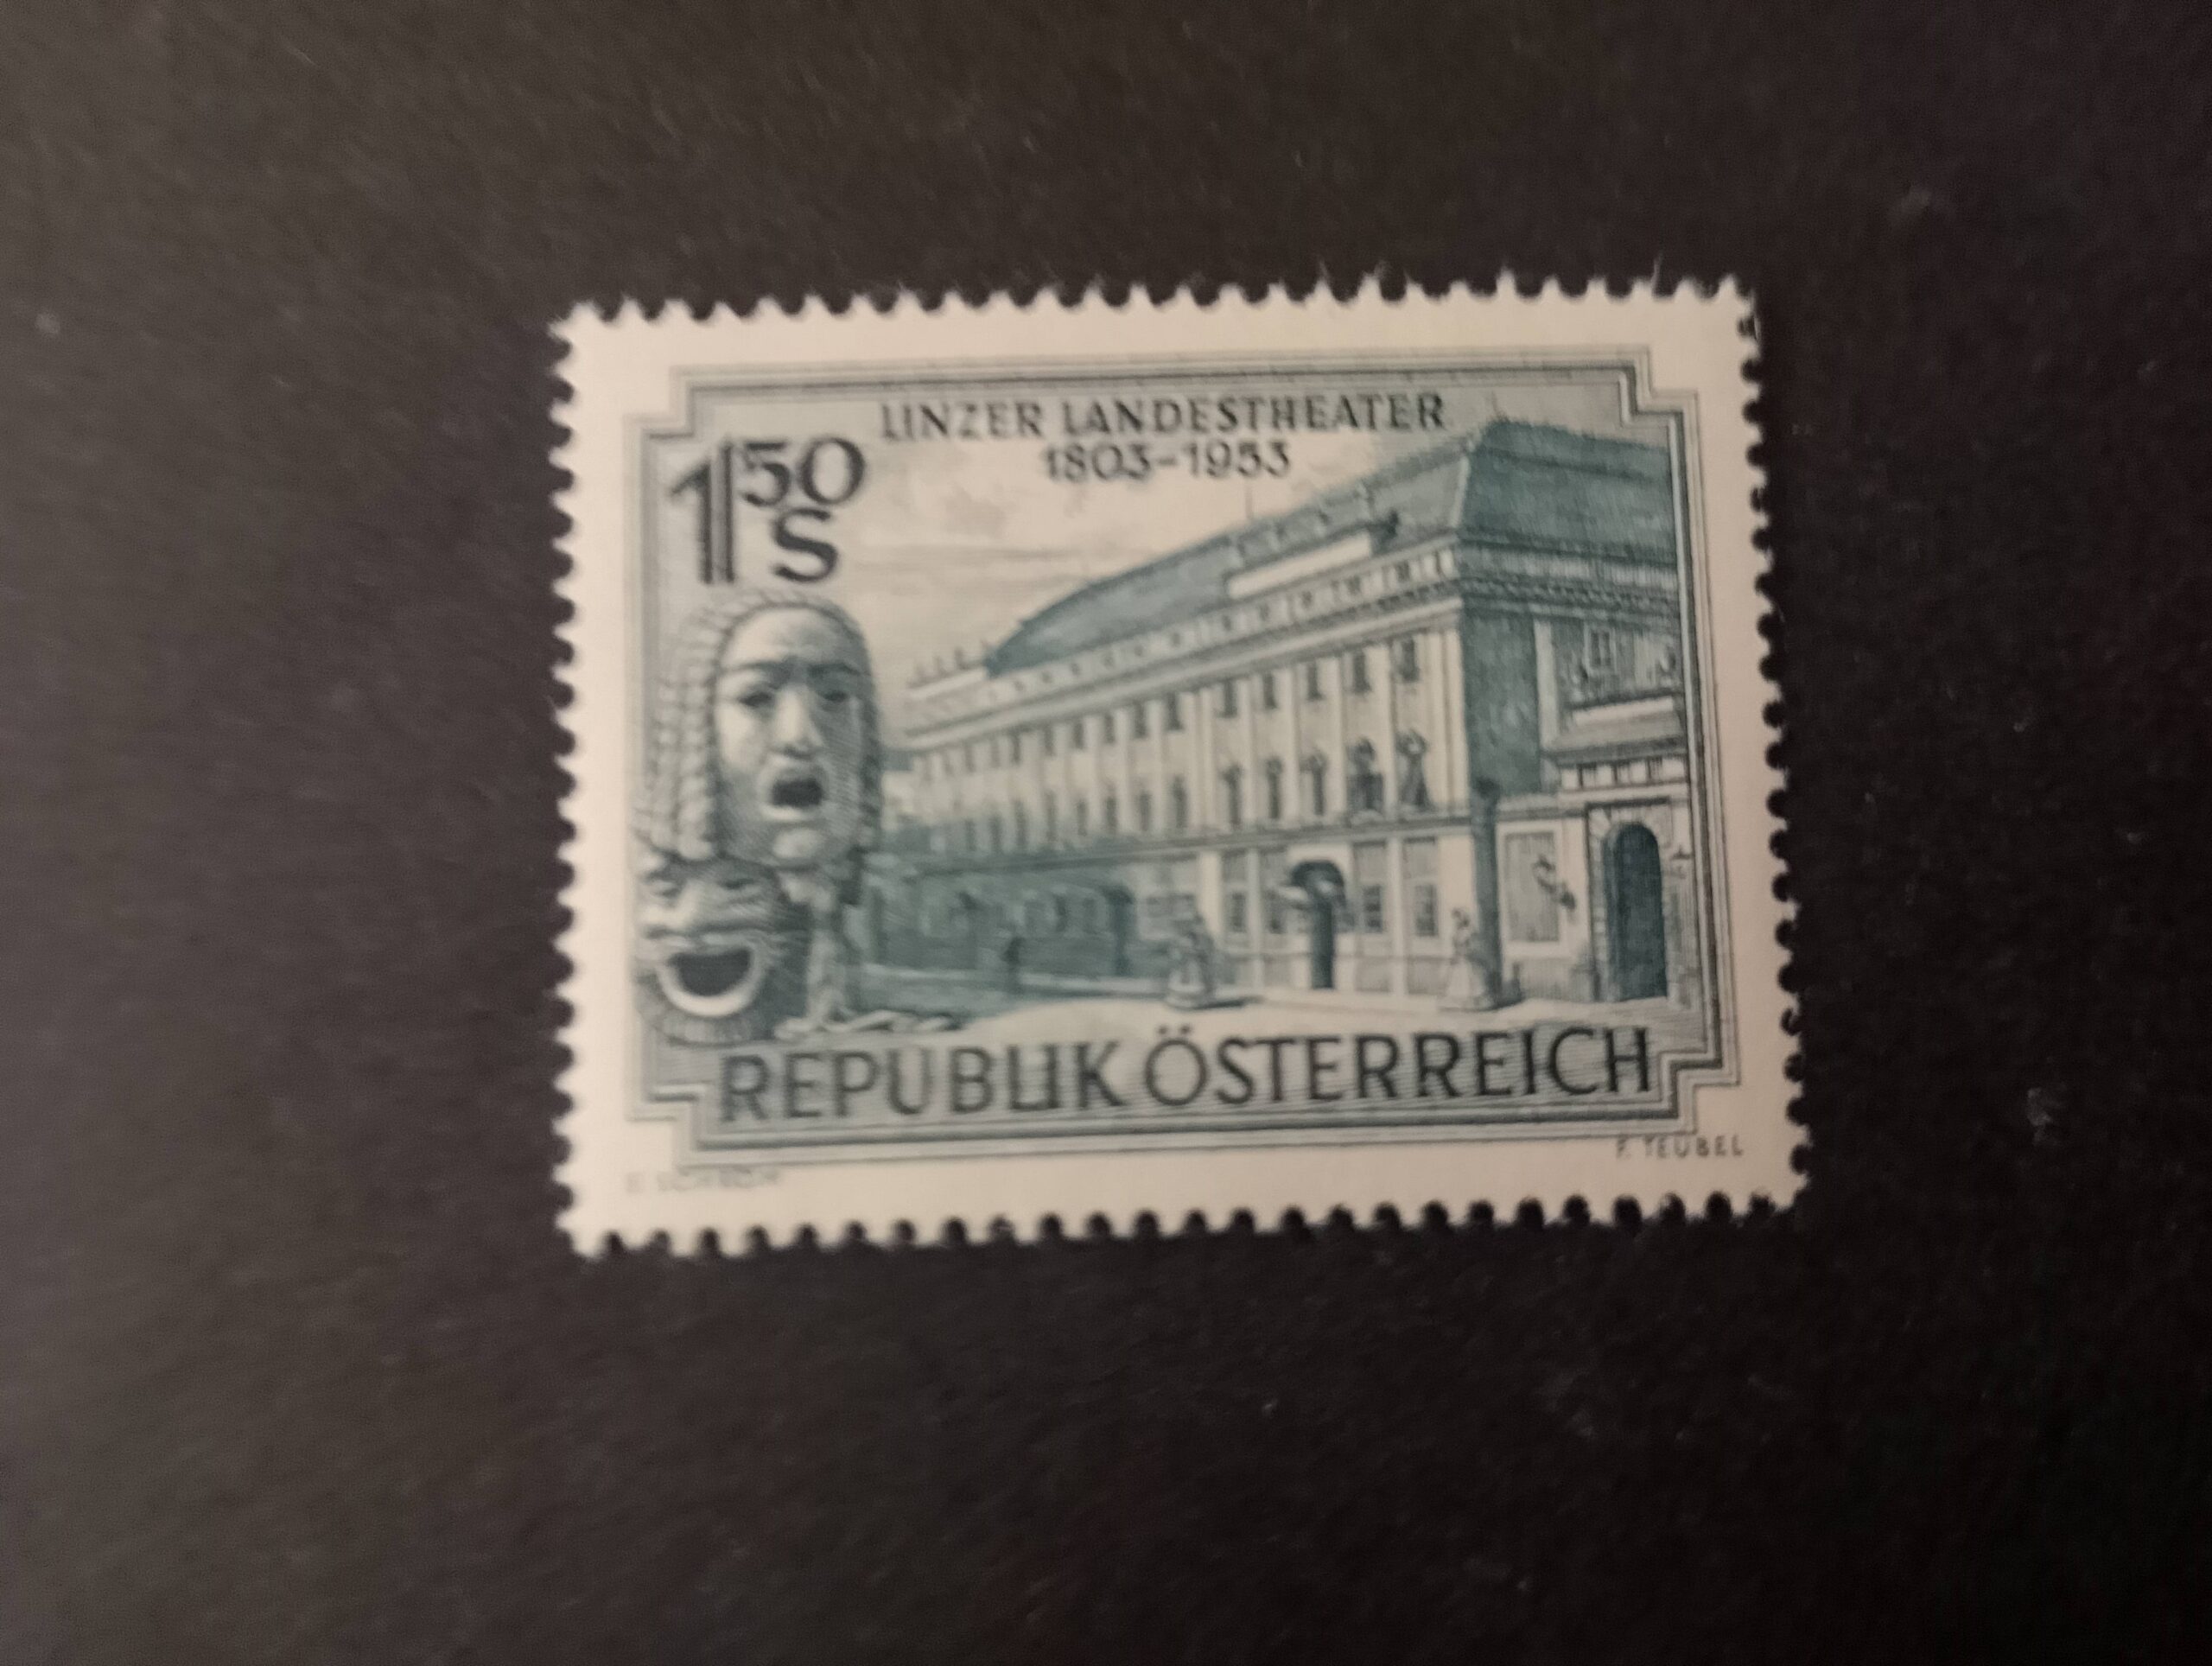 LINZER LANDESTHEATER
1803-1953
1 50
S
REPUBLIK ÖSTERREICH
F. TEUBEL